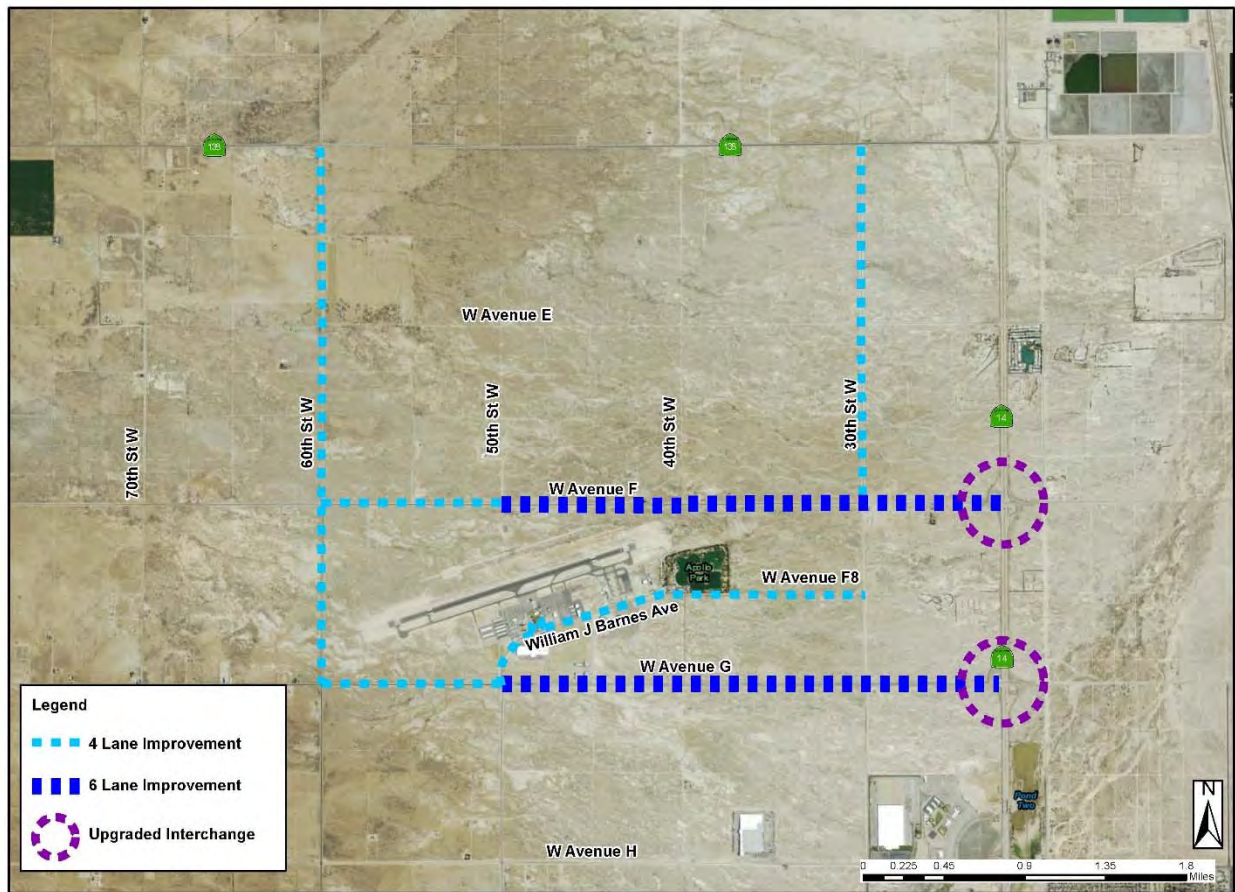 138
138
W Avenue E
70th St W
60th St W
50th St W
40th St W
30th St W
14
W Avenue F
Apollo
Park
W Avenue F8
William J Barnes Ave
W Avenue G
14
Legend
4 Lane Improvement
6 Lane Improvement
Upgraded Interchange
Pond
Two
N
W Avenue H
0 0.225 0.45 0.9 1.35 1.8
Miles